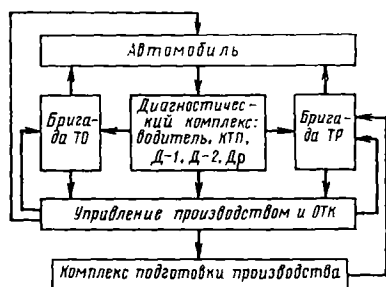 Автомобиль
Брига-
да ТО
Диагностичес-
кий комплекс:
водитель, КТП,
Д-1, Д-2, Др
Брига-
да ТР
Управление производством и ОТК
Комплекс подготовки производства